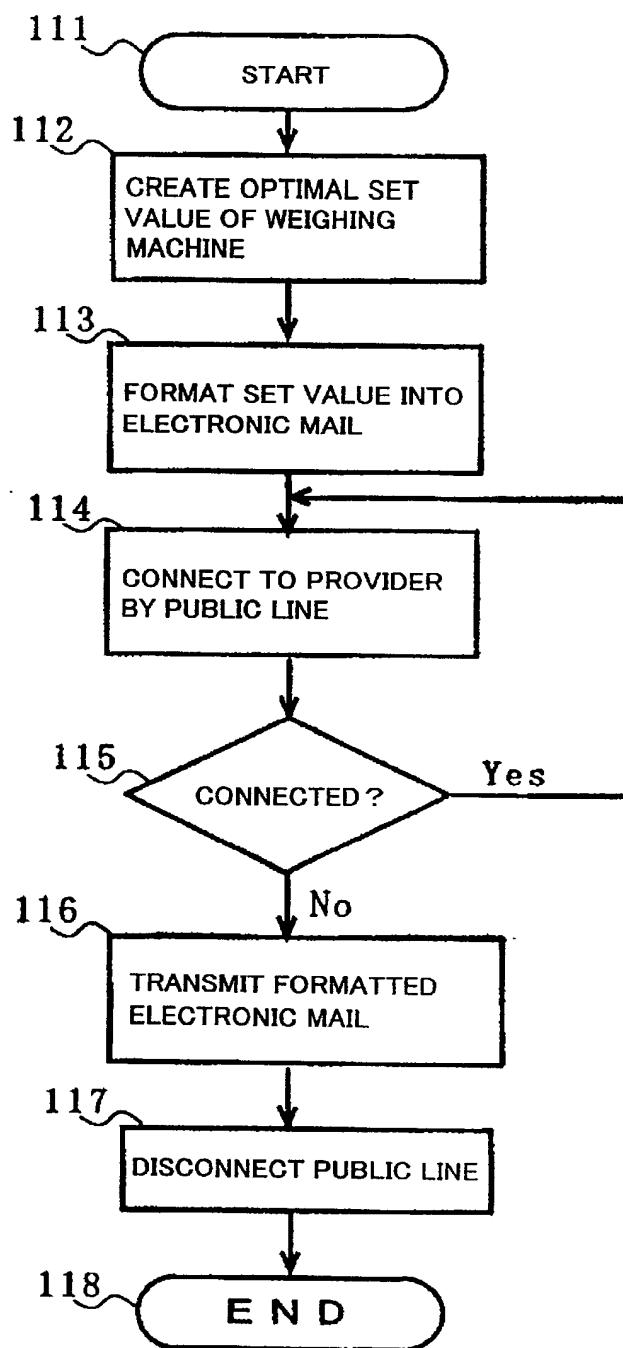 111
START
112
CREATE OPTIMAL SET
VALUE OF WEIGHING
MACHINE
113
FORMAT SET VALUE INTO
ELECTRONIC MAIL
114
CONNECT TO PROVIDER
BY PUBLIC LINE
115
CONNECTED?
Yes
No
116
TRANSMIT FORMATTED
ELECTRONIC MAIL
117
DISCONNECT PUBLIC LINE
118
END